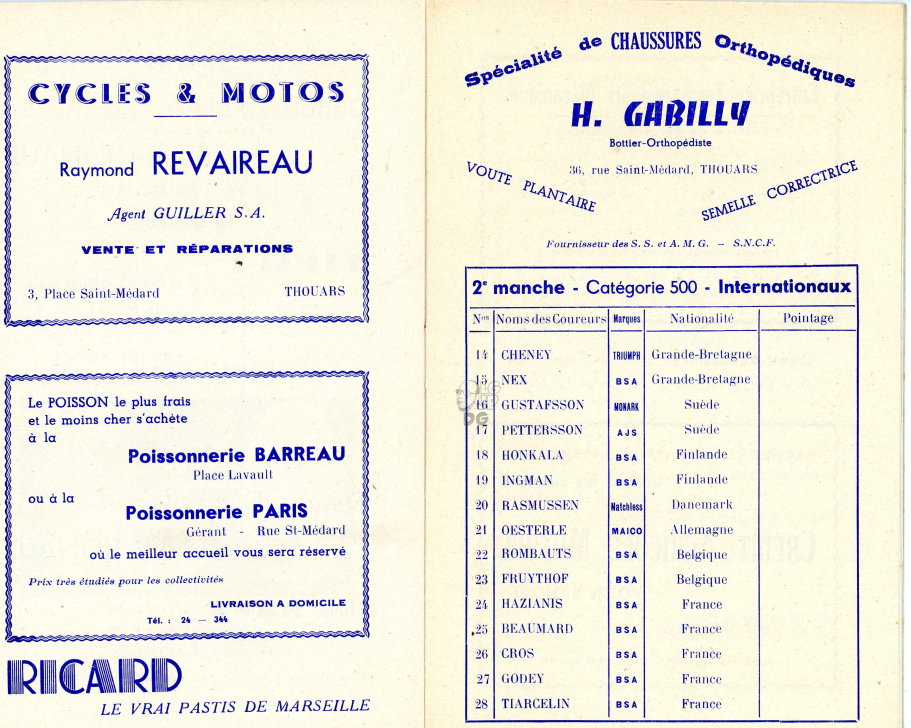 CYCLES & MOTOS
Raymond REVAIREAU
Agent GUILLER S.A.
VENTE ET RÉPARATIONS
3, Place Saint-Médard THOUARS
Le POISSON le plus frais
et le moins cher s'achète
à la
Poissonnerie BARREAU
Place Lavault
ou à la
Poissonnerie PARIS
Gérant - Rue St-Médard
où le meilleur accueil vous sera réservé
Prix très étudiés pour les collectivités
LIVRAISON A DOMICILE
Tél. : 24 — 344
RICARD
LE VRAI PASTIS DE MARSEILLE
Spécialité de CHAUSSURES Orthopédiques
H. GABILLY
Bottier-Orthopédiste
36, rue Saint-Médard, THOUARS
VOUTE PLANTAIRE
SEMELLE CORRECTRICE
Fournisseur des S. S. et A. M. G. — S.N.C.F.
2e manche - Catégorie 500 - Internationaux
Nos Noms des Coureurs Marques Nationalité Pointage
14 CHENEY TRIUMPH Grande-Bretagne
15 NEX BSA Grande-Bretagne
16 GUSTAFSSON MONARK Suède
17 PETTERSSON AJS Suède
18 HONKALA BSA Finlande
19 INGMAN BSA Finlande
20 RASMUSSEN Matchless Danemark
21 OESTERLE MAICO Allemagne
22 ROMBAUTS BSA Belgique
23 FRUYTHOF BSA Belgique
24 HAZIANIS BSA France
25 BEAUMARD BSA France
26 CROS BSA France
27 GODEY BSA France
28 TIARCELIN BSA France